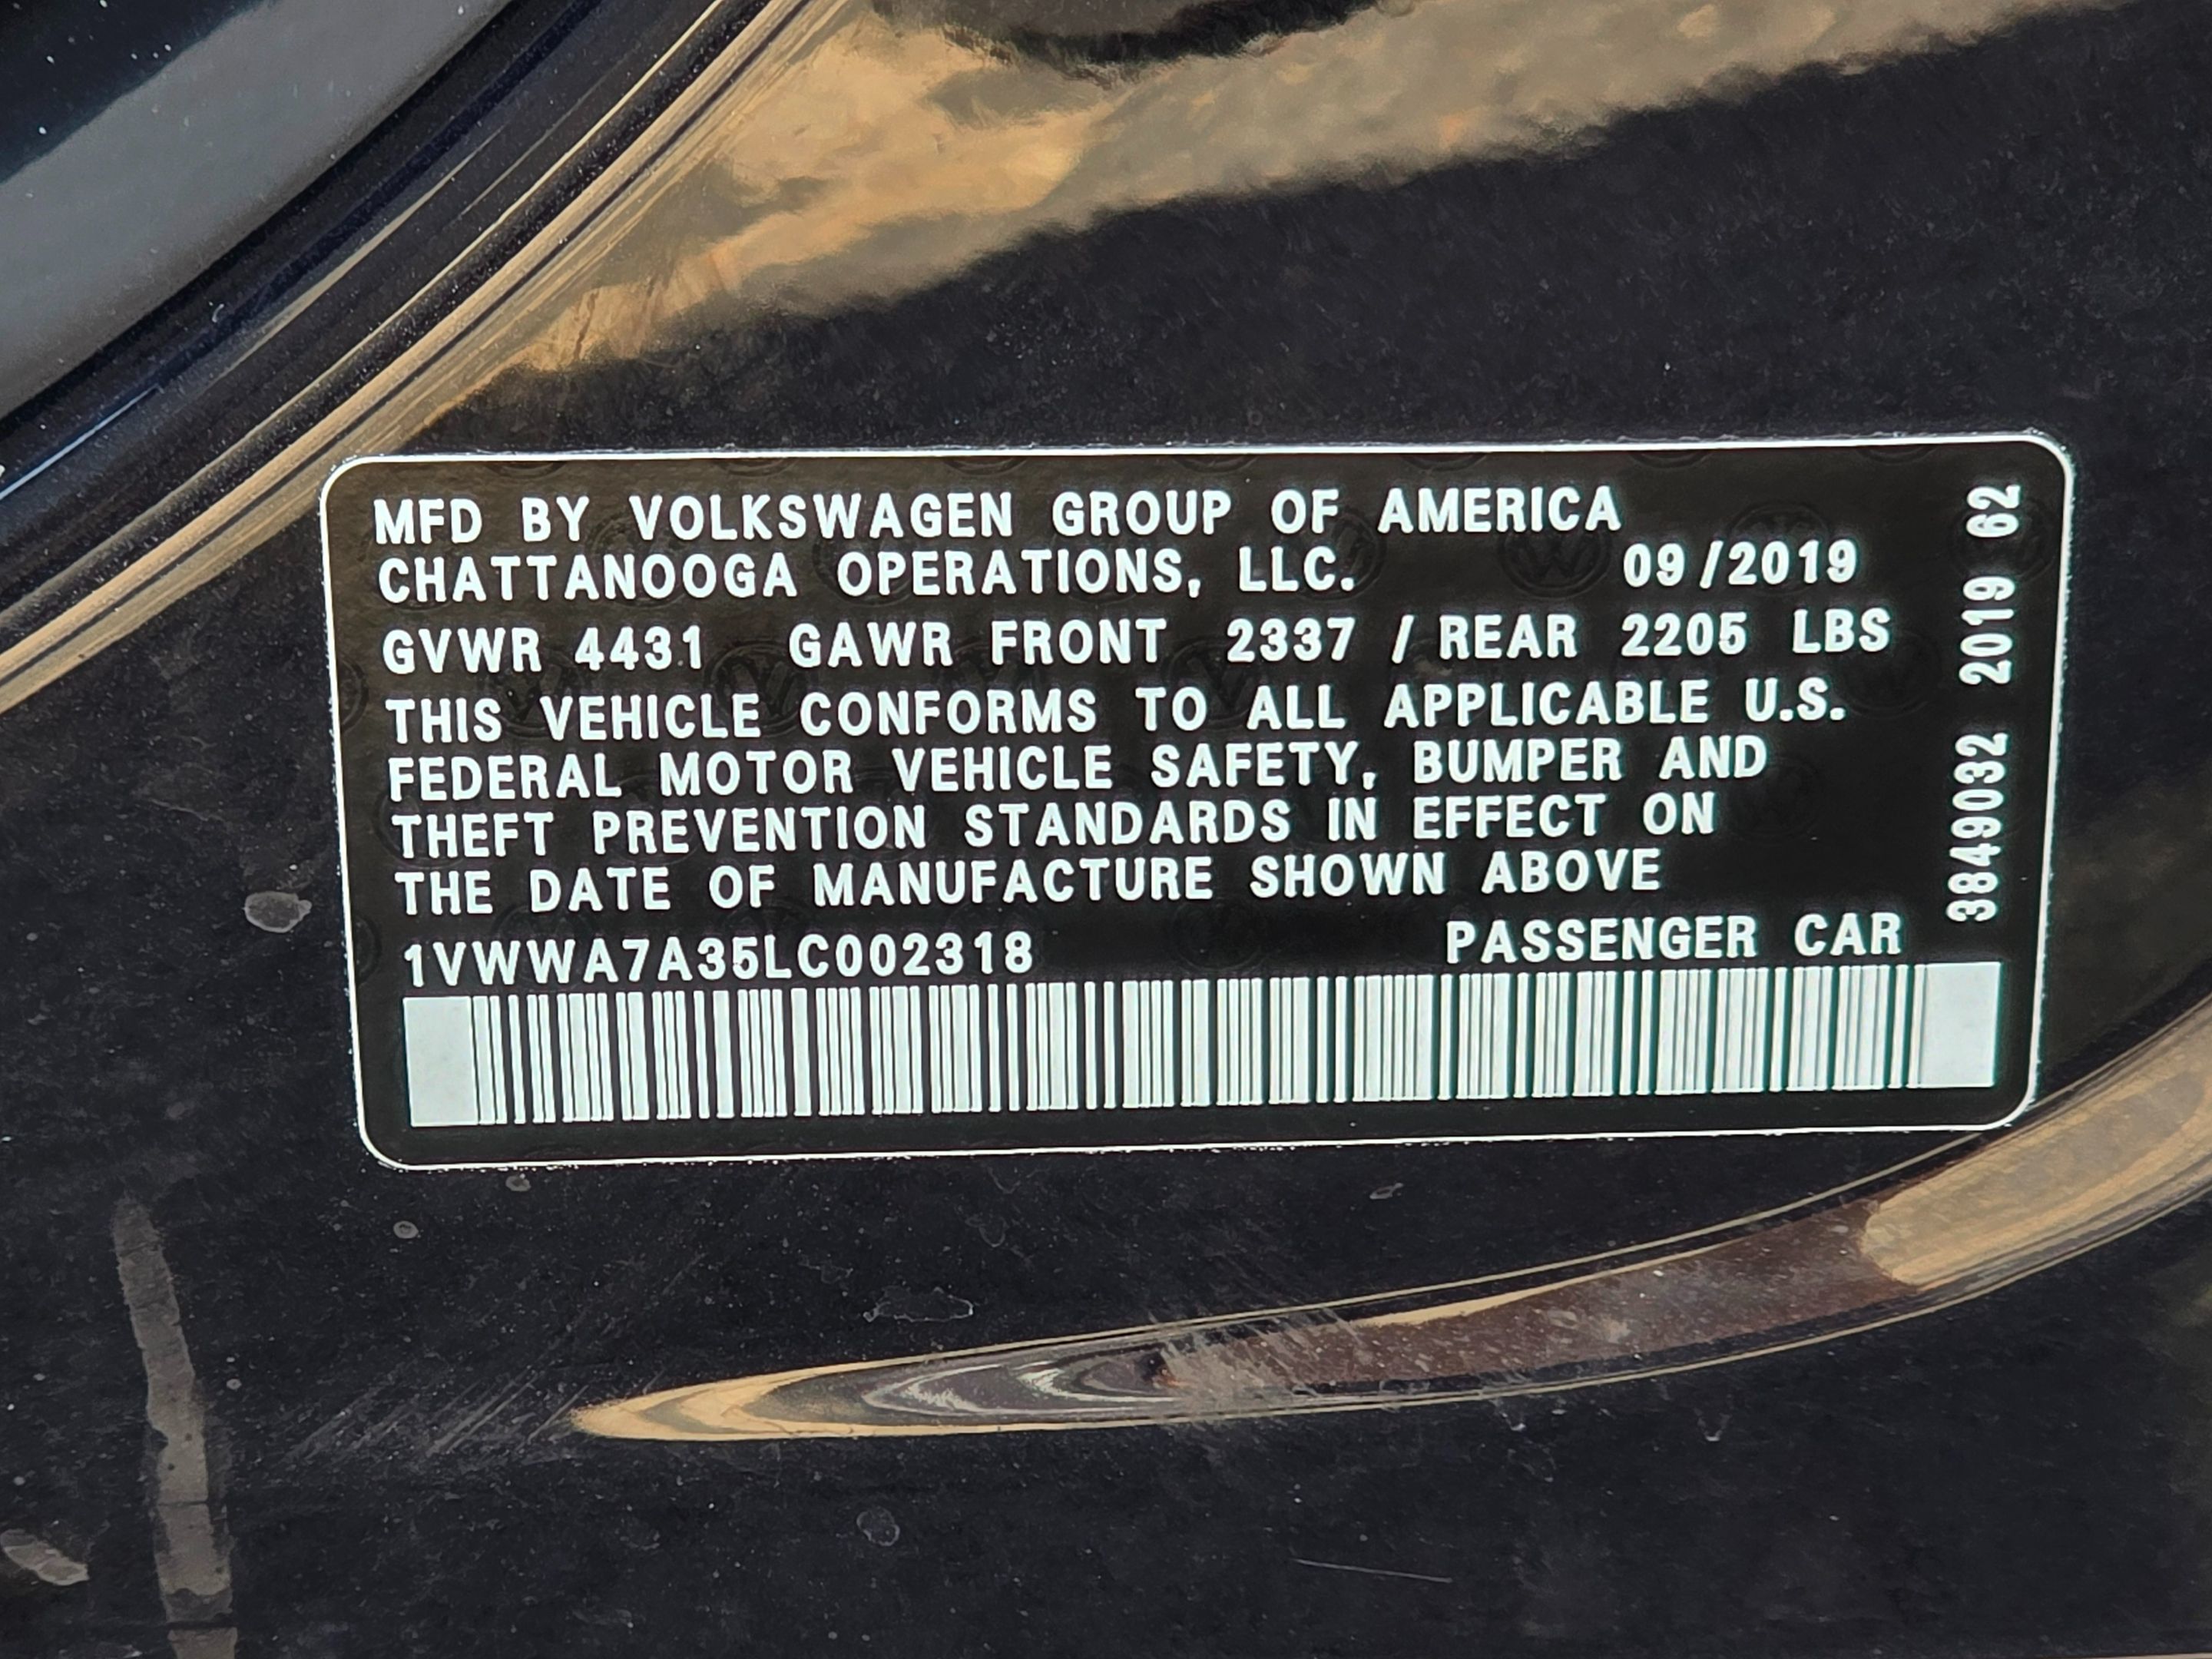 MFD BY VOLKSWAGEN GROUP OF AMERICA
CHATTANOOGA OPERATIONS, LLC. 09/2019
GVWR 4431 GAWR FRONT 2337 / REAR 2205 LBS
THIS VEHICLE CONFORMS TO ALL APPLICABLE U.S.
FEDERAL MOTOR VEHICLE SAFETY, BUMPER AND
THEFT PREVENTION STANDARDS IN EFFECT ON
THE DATE OF MANUFACTURE SHOWN ABOVE
1VWWA7A35LC002318 PASSENGER CAR
3849032 2019 62